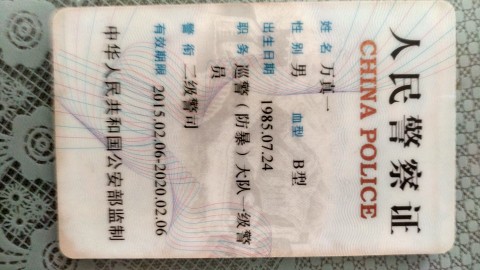 人民警察证
CHINA POLICE
姓名 万真一
性别 男 血型 B型
出生日期 1985.07.24
职务 巡警（防暴）大队一级警
员
警衔 二级警司
有效期限 2015.02.06-2020.02.06
中华人民共和国公安部监制